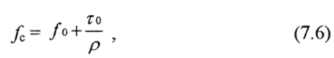 f_c = f_0 + τ_0/ρ , (7.6)